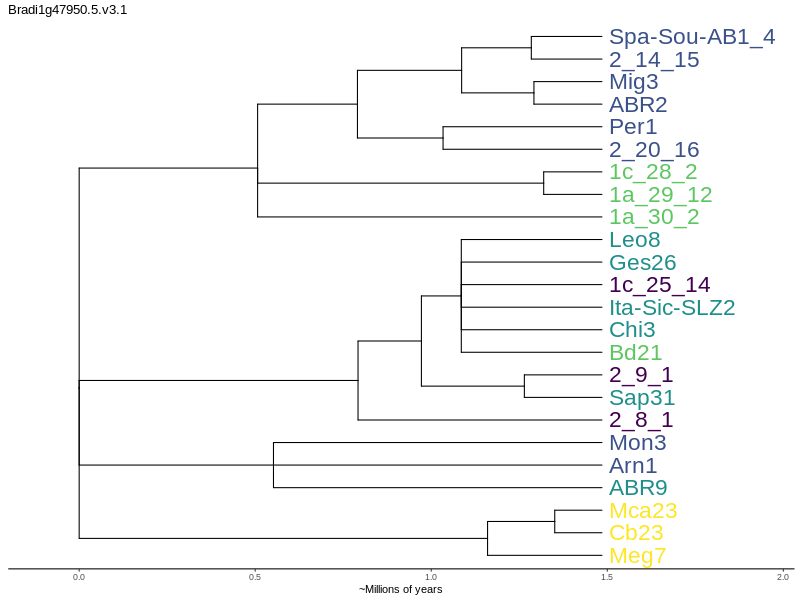 Bradi1g47950.5.v3.1
Spa-Sou-AB1_4
2_14_15
Mig3
ABR2
Per1
2_20_16
1c_28_2
1a_29_12
1a_30_2
Leo8
Ges26
1c_25_14
Ita-Sic-SLZ2
Chi3
Bd21
2_9_1
Sap31
2_8_1
Mon3
Arn1
ABR9
Mca23
Cb23
Meg7
0.0 0.5 1.0 1.5 2.0
~Millions of years